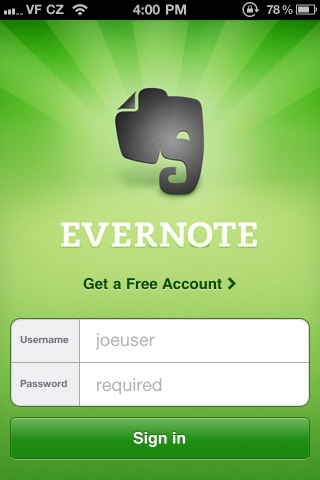 VF CZ 4:00 PM 78 %
EVERNOTE
Get a Free Account
Username joeuser
Password required
Sign in